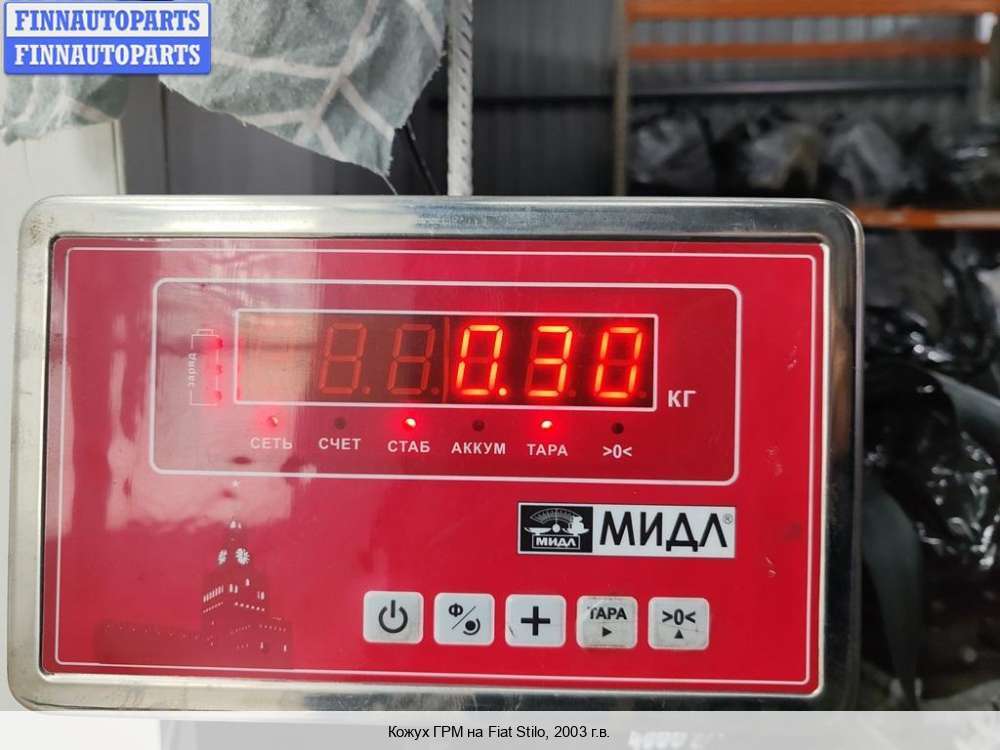 FINNAUTOPARTS
FINNAUTOPARTS
заряд
0.30
КГ
СЕТЬ СЧЕТ СТАБ АККУМ ТАРА >0<
МИДЛ МИДЛ®
Ф ТАРА >0<
Кожух ГРМ на Fiat Stilo, 2003 г.в.